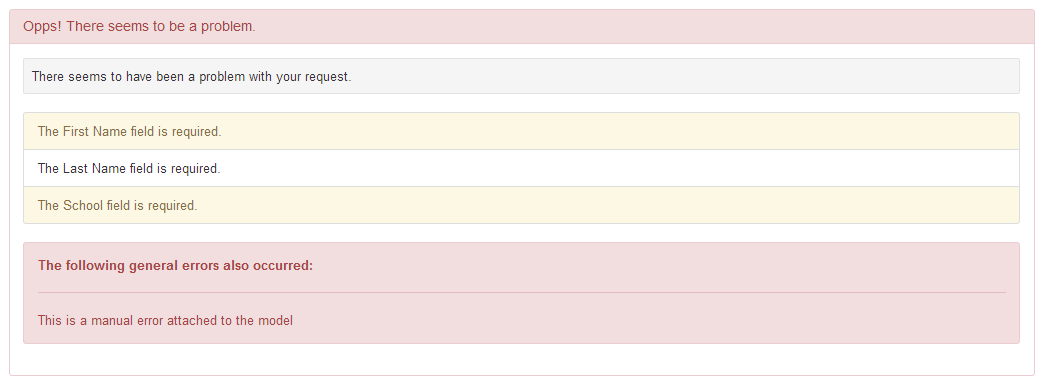 Opps! There seems to be a problem.
There seems to have been a problem with your request.
The First Name field is required.
The Last Name field is required.
The School field is required.
The following general errors also occurred:
This is a manual error attached to the model